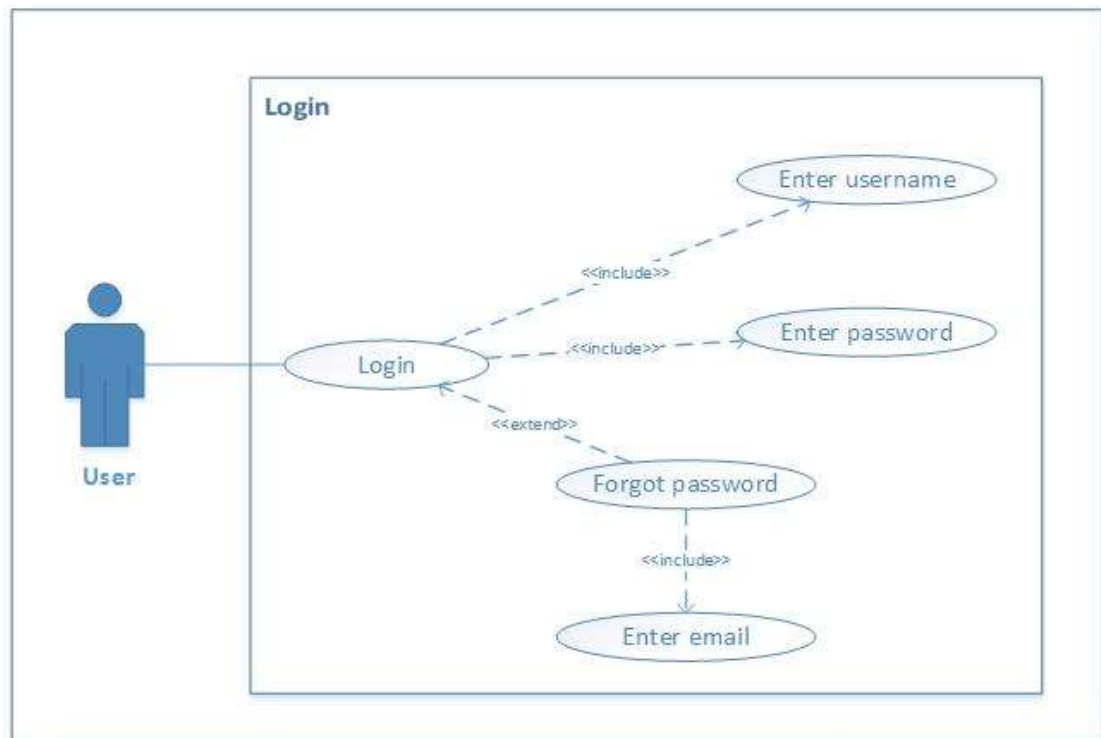 Login
Enter username
<<include>>
Enter password
<<include>>
Login
<<extend>>
User
Forgot password
<<include>>
Enter email